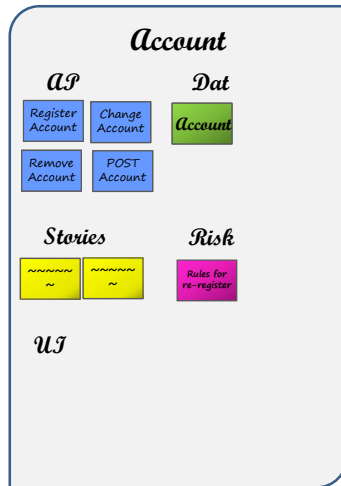 Account
AP Dat
Register Account
Change Account
Account
Remove Account
POST Account
Stories Risk
~~~~~
~
~~~~~
~
Rules for
re-register
UI